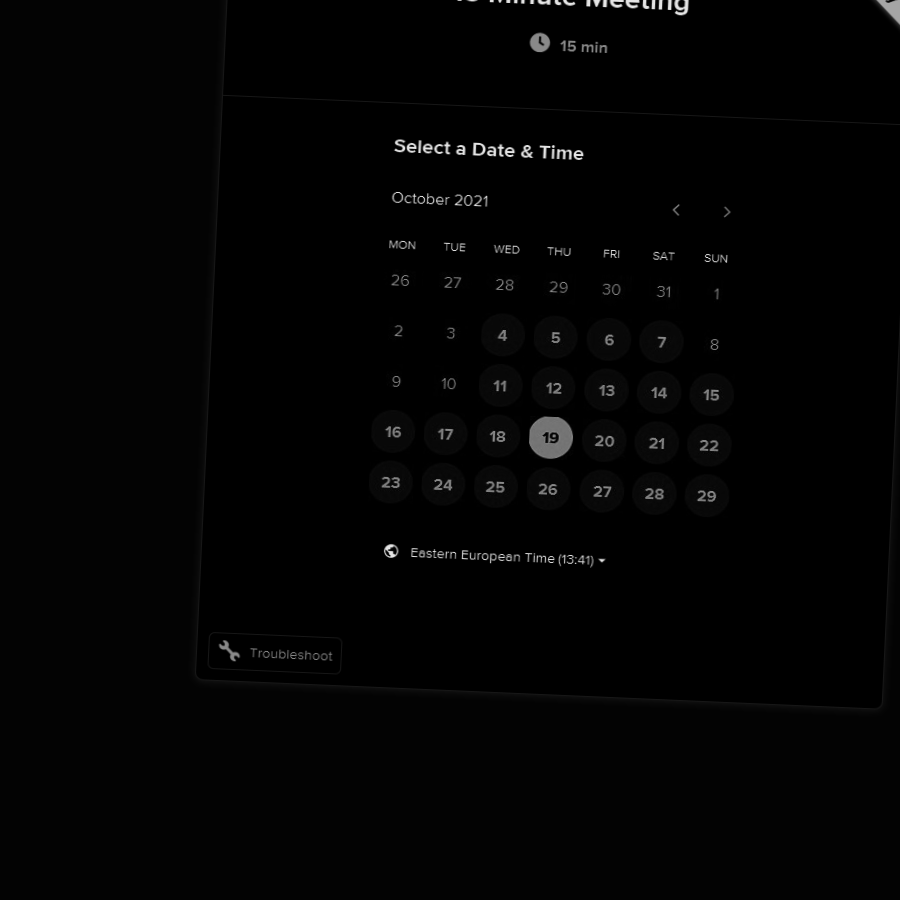 Minute Meeting
15 min
Select a Date & Time
October 2021
MON TUE WED THU FRI SAT SUN
26 27 28 29 30 31 1
2 3 4 5 6 7 8
9 10 11 12 13 14 15
16 17 18 19 20 21 22
23 24 25 26 27 28 29
Eastern European Time (13:41)
Troubleshoot